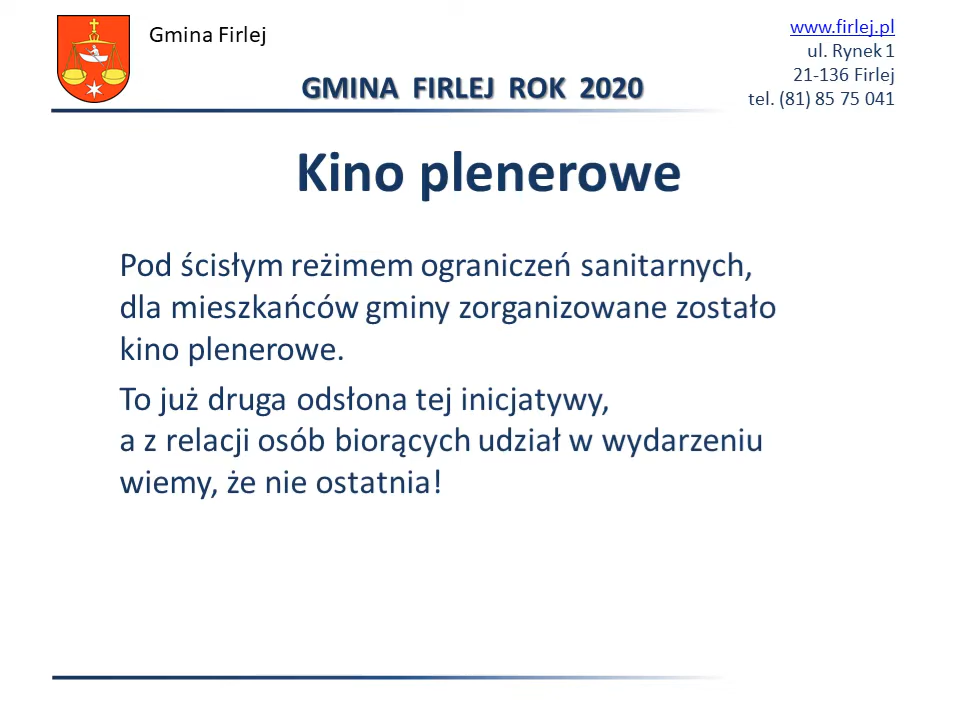 Gmina Firlej
www.firlej.pl
ul. Rynek 1
21-136 Firlej
tel. (81) 85 75 041
GMINA FIRLEJ ROK 2020
Kino plenerowe
Pod ścisłym reżimem ograniczeń sanitarnych,
dla mieszkańców gminy zorganizowane zostało
kino plenerowe.
To już druga odsłona tej inicjatywy,
a z relacji osób biorących udział w wydarzeniu
wiemy, że nie ostatnia!